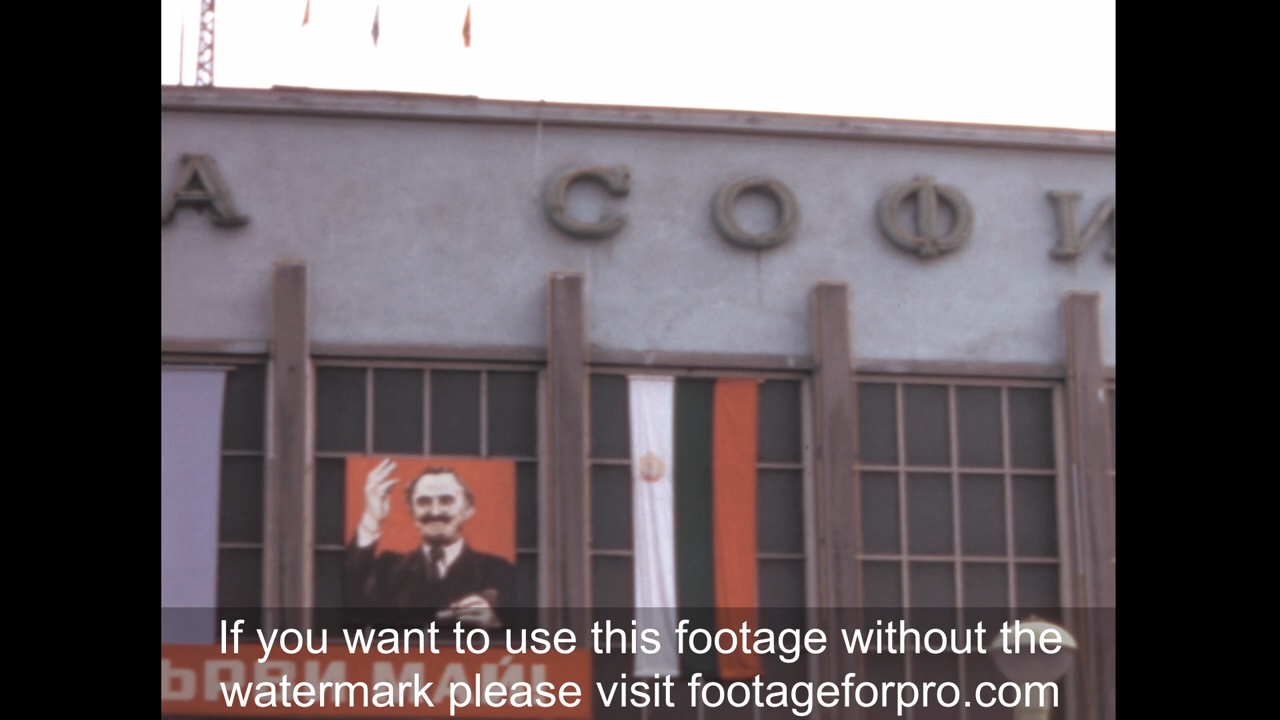 А СОФИ
ЪРВИ МАЙ!
If you want to use this footage without the
watermark please visit footageforpro.com